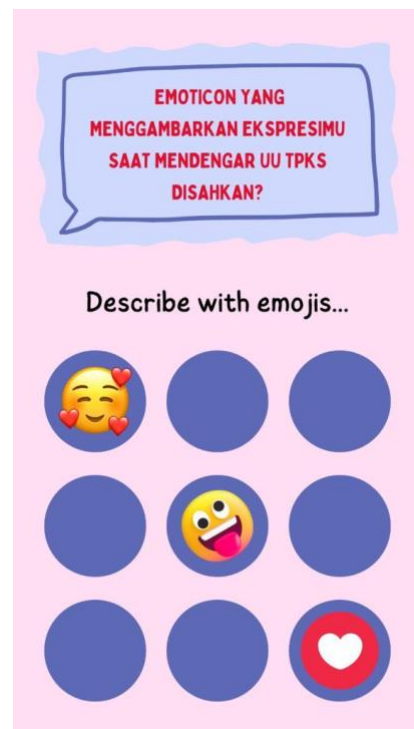 EMOTICON YANG
MENGGAMBARKAN EKSPRESIMU
SAAT MENDENGAR UU TPKS
DISAHKAN?
Describe with emojis...